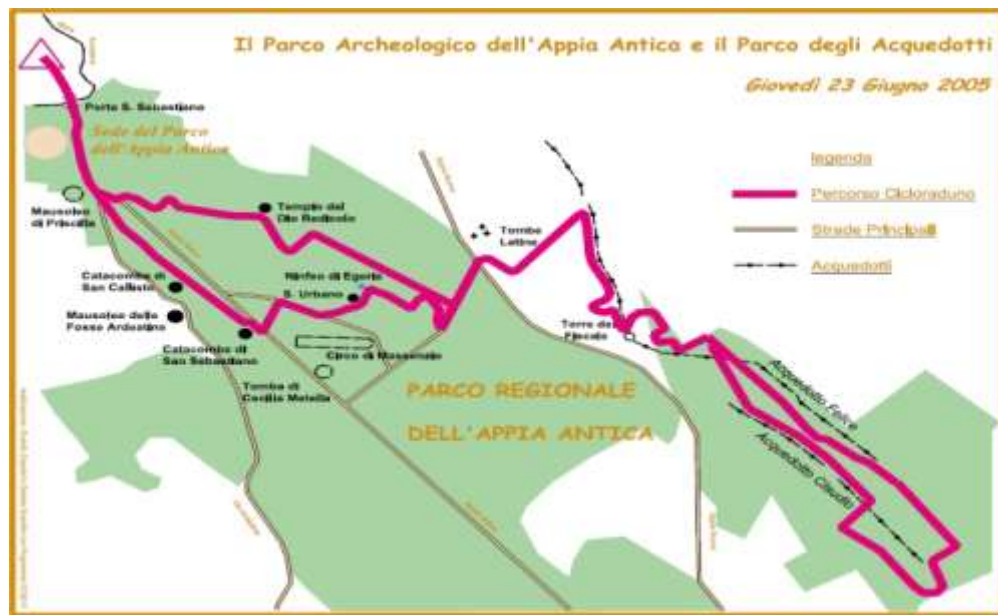 Il Parco Archeologico dell'Appia Antica e il Parco degli Acquedotti
Giovedì 23 Giugno 2005
Porta S. Sebastiano
Sede del Parco
dell'Appia Antica
legenda
Percorso Cicloraduno
Strade Principali
Acquedotti
Mausoleo
di Priscilla
Tempio del
Dio Redicolo
Tombe
Latine
Catacombe di
San Callisto
Ninfeo di Egeria
S. Urbano
Mausoleo delle
Fosse Ardeatine
Catacombe di
San Sebastiano
Circo di Massenzio
Torre del
Fiscale
Tomba di
Cecilia Metella
PARCO REGIONALE
DELL'APPIA ANTICA
Acquedotto Felice
Acquedotto Claudio